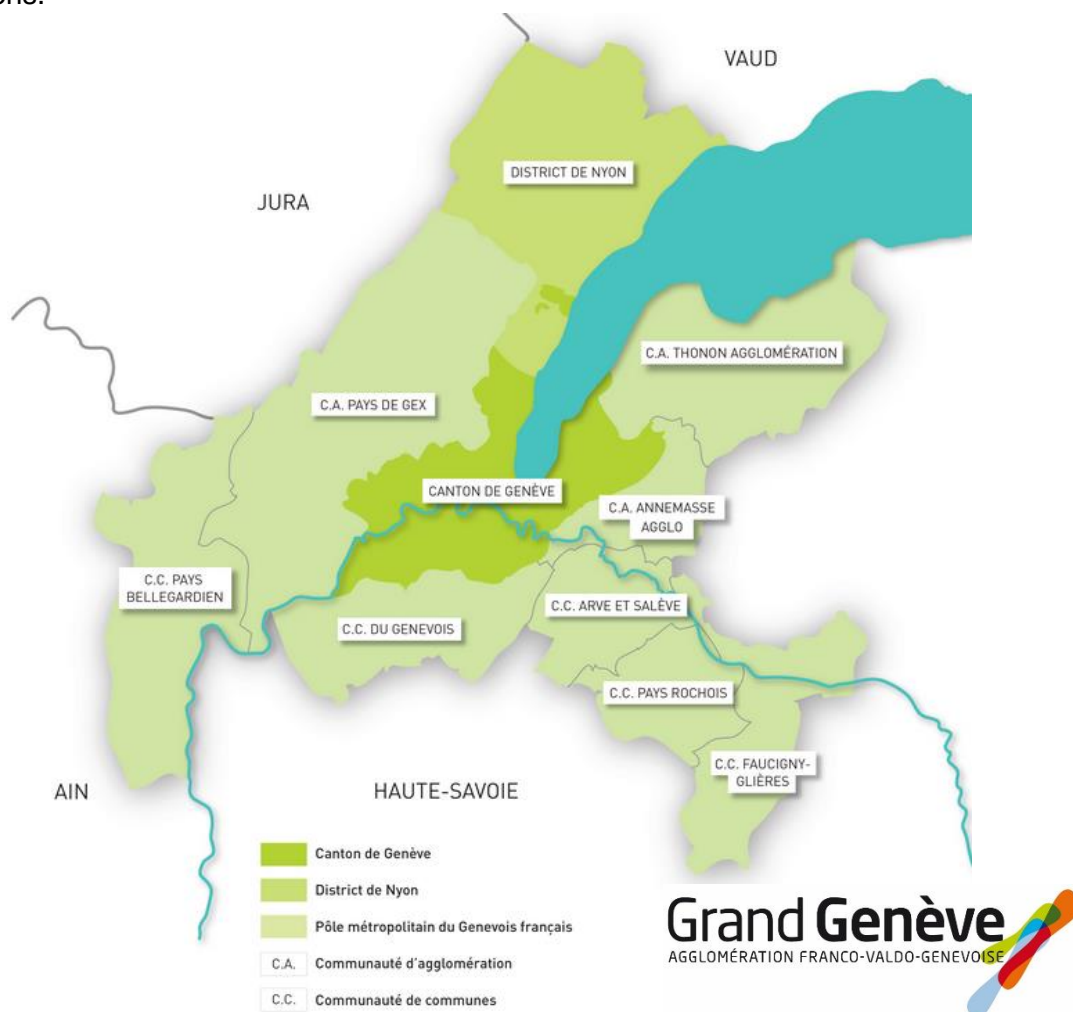 ons.
VAUD
DISTRICT DE NYON
JURA
C.A. THONON AGGLOMÉRATION
C.A. PAYS DE GEX
CANTON DE GENÈVE
C.A. ANNEMASSE
AGGLO
C.C. PAYS
BELLEGARDIEN
C.C. ARVE ET SALÈVE
C.C. DU GENEVOIS
C.C. PAYS ROCHOIS
C.C. FAUCIGNY-
GLIÈRES
AIN
HAUTE-SAVOIE
Canton de Genève
District de Nyon
Pôle métropolitain du Genevois français
C.A. Communauté d'agglomération
C.C. Communauté de communes
Grand Genève
AGGLOMÉRATION FRANCO-VALDO-GENEVOISE